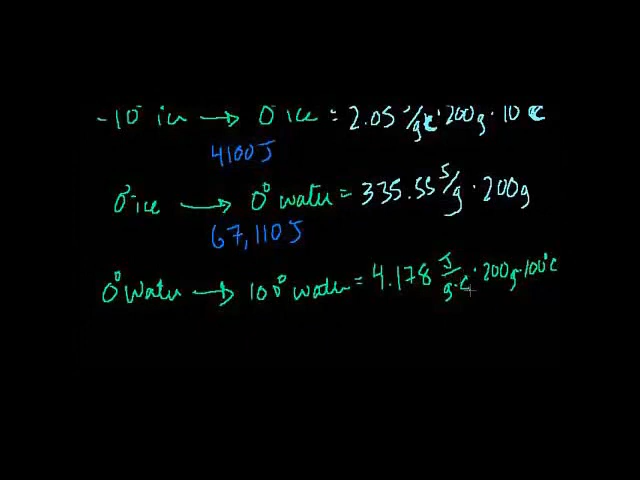 -10° ice → 0° ice = 2.05 J/g·c · 200g · 10°C
4100 J
0° ice → 0° water = 335.55 J/g · 200g
67,110 J
0° water → 100° water = 4.178 J/g·c · 200g · 100°C